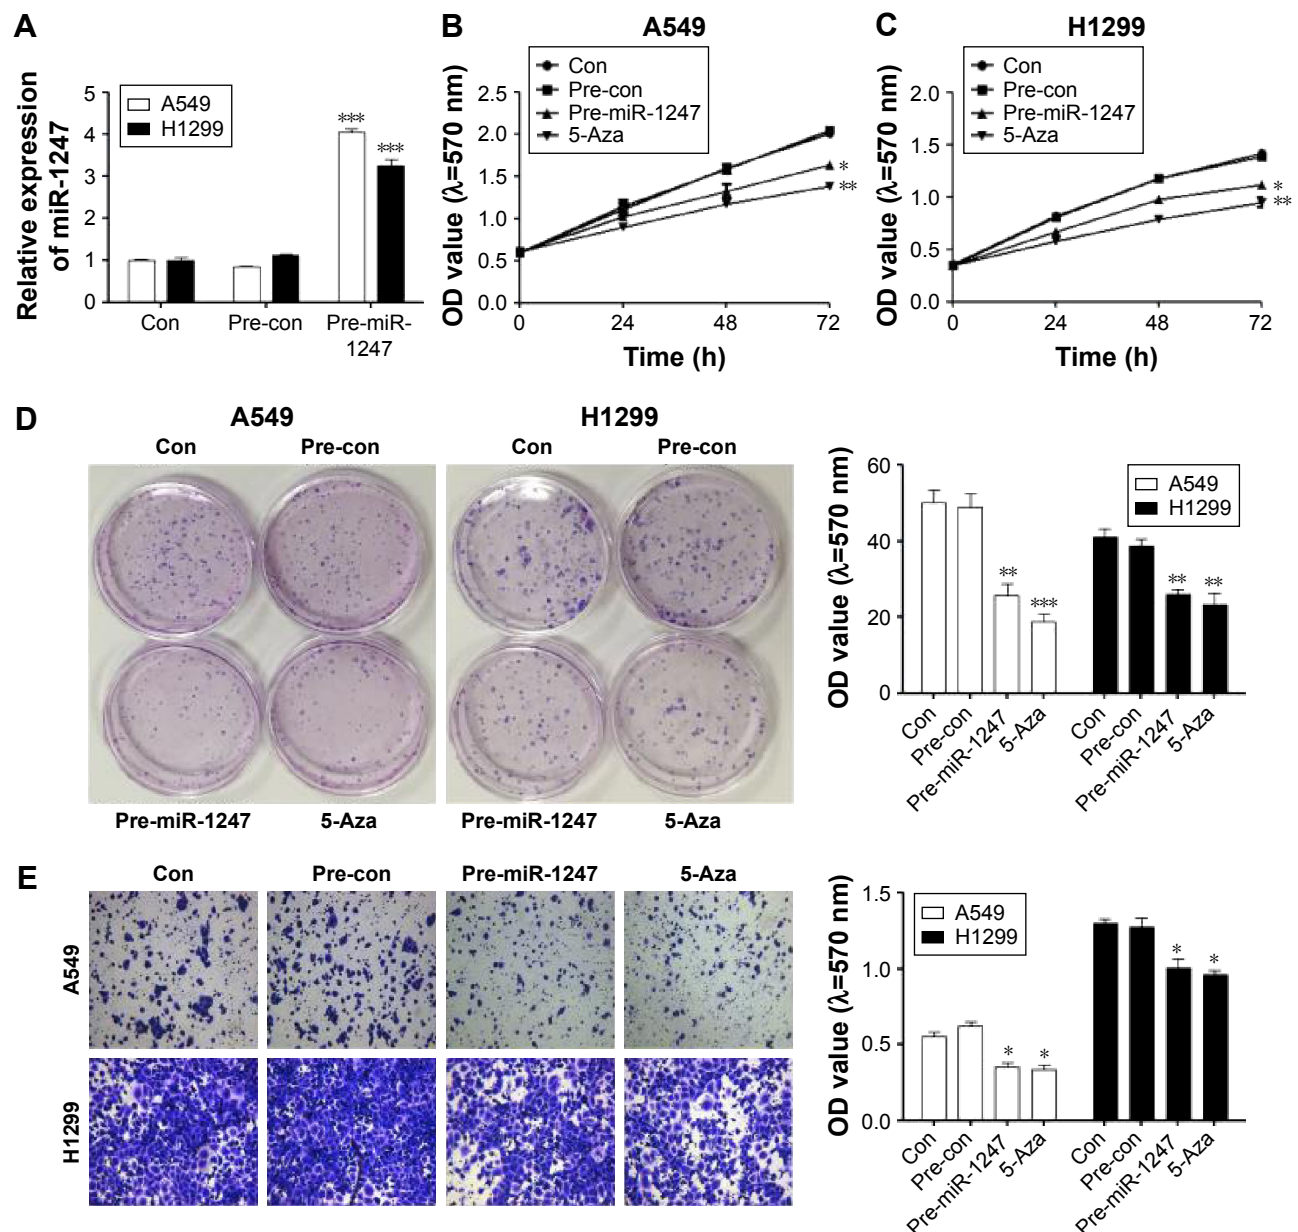 A
Relative expression
of miR-1247
5
4
3
2
1
0
A549
H1299
***
***
Con
Pre-con
Pre-miR-
1247
B
A549
Con
Pre-con
Pre-miR-1247
5-Aza
OD value (λ=570 nm)
2.5
2.0
1.5
1.0
0.5
0.0
*
**
0
24
48
72
Time (h)
C
H1299
Con
Pre-con
Pre-miR-1247
5-Aza
OD value (λ=570 nm)
2.0
1.5
1.0
0.5
0.0
*
**
0
24
48
72
Time (h)
D
A549
H1299
Con
Pre-con
Con
Pre-con
Pre-miR-1247
5-Aza
Pre-miR-1247
5-Aza
OD value (λ=570 nm)
60
40
20
0
A549
H1299
**
***
**
**
Con
Pre-con
Pre-miR-1247
5-Aza
Con
Pre-con
Pre-miR-1247
5-Aza
E
Con
Pre-con
Pre-miR-1247
5-Aza
A549
H1299
OD value (λ=570 nm)
1.5
1.0
0.5
0.0
A549
H1299
*
*
*
*
Con
Pre-con
Pre-miR-1247
5-Aza
Con
Pre-con
Pre-miR-1247
5-Aza